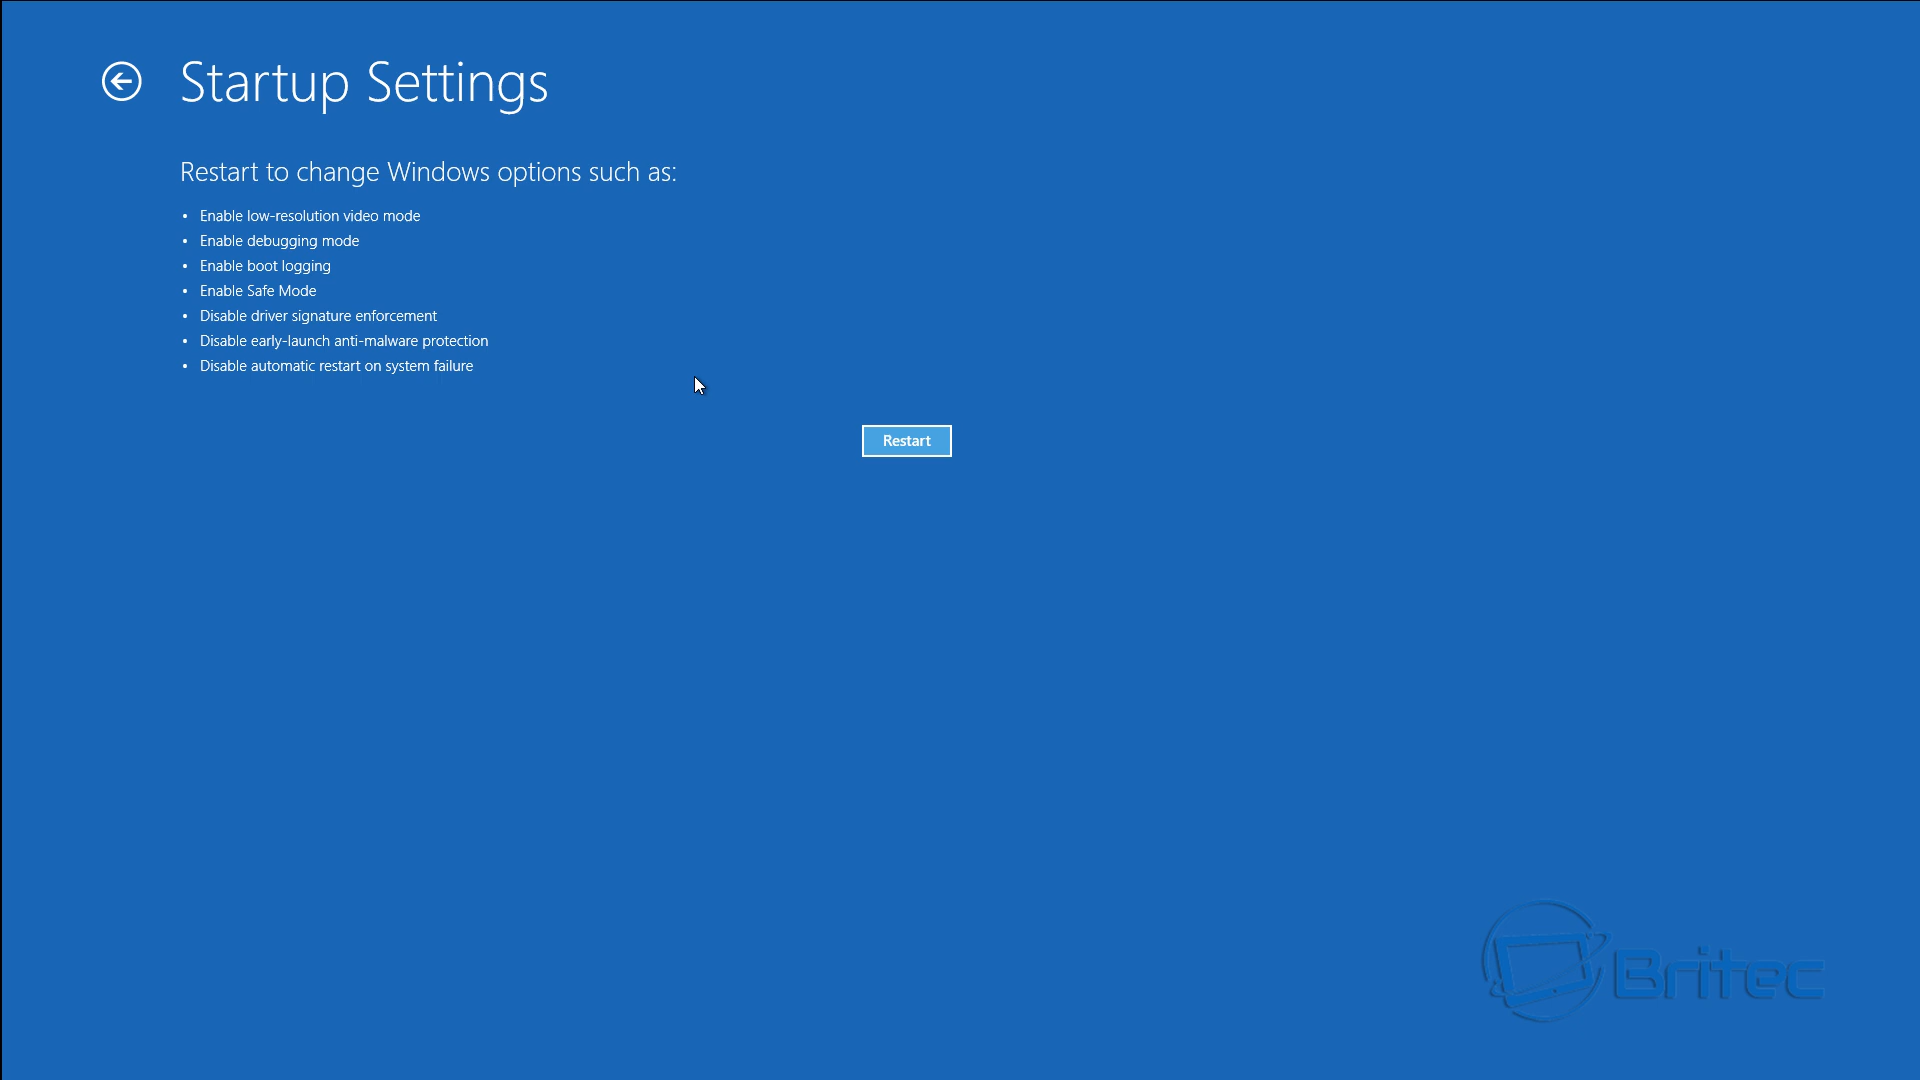 Startup Settings
Restart to change Windows options such as:
• Enable low-resolution video mode
• Enable debugging mode
• Enable boot logging
• Enable Safe Mode
• Disable driver signature enforcement
• Disable early-launch anti-malware protection
• Disable automatic restart on system failure
Restart
Britec